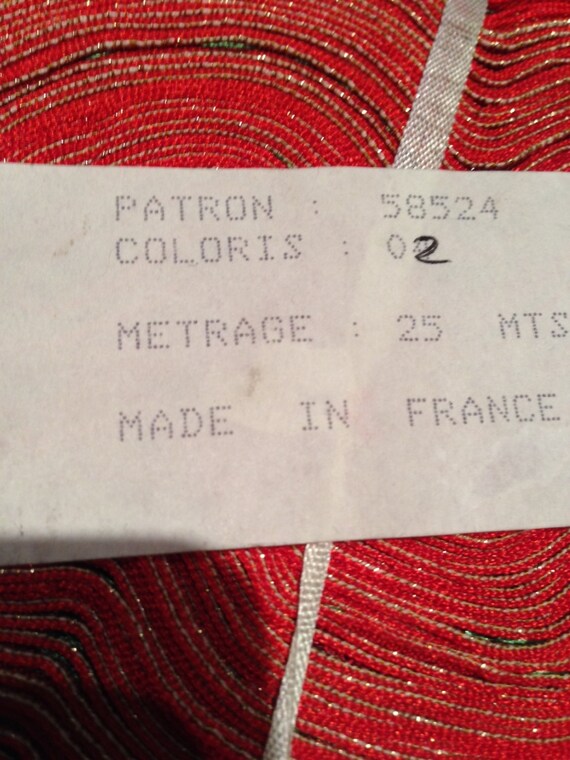 PATRON : 58524
COLORIS : 02
METRAGE : 25 MTS
MADE IN FRANCE